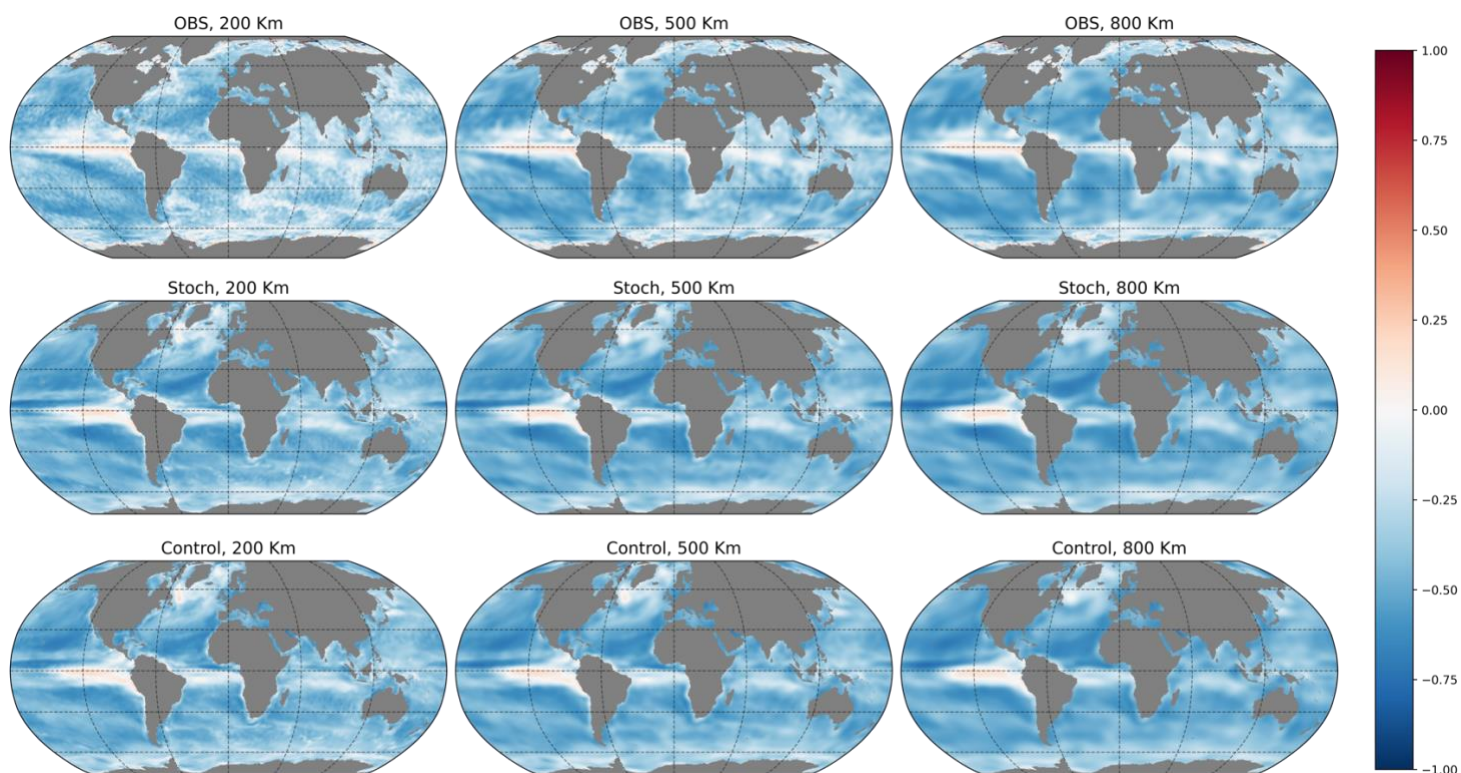 OBS, 200 Km
OBS, 500 Km
OBS, 800 Km
Stoch, 200 Km
Stoch, 500 Km
Stoch, 800 Km
Control, 200 Km
Control, 500 Km
Control, 800 Km
1.00
0.75
0.50
0.25
0.00
−0.25
−0.50
−0.75
−1.00